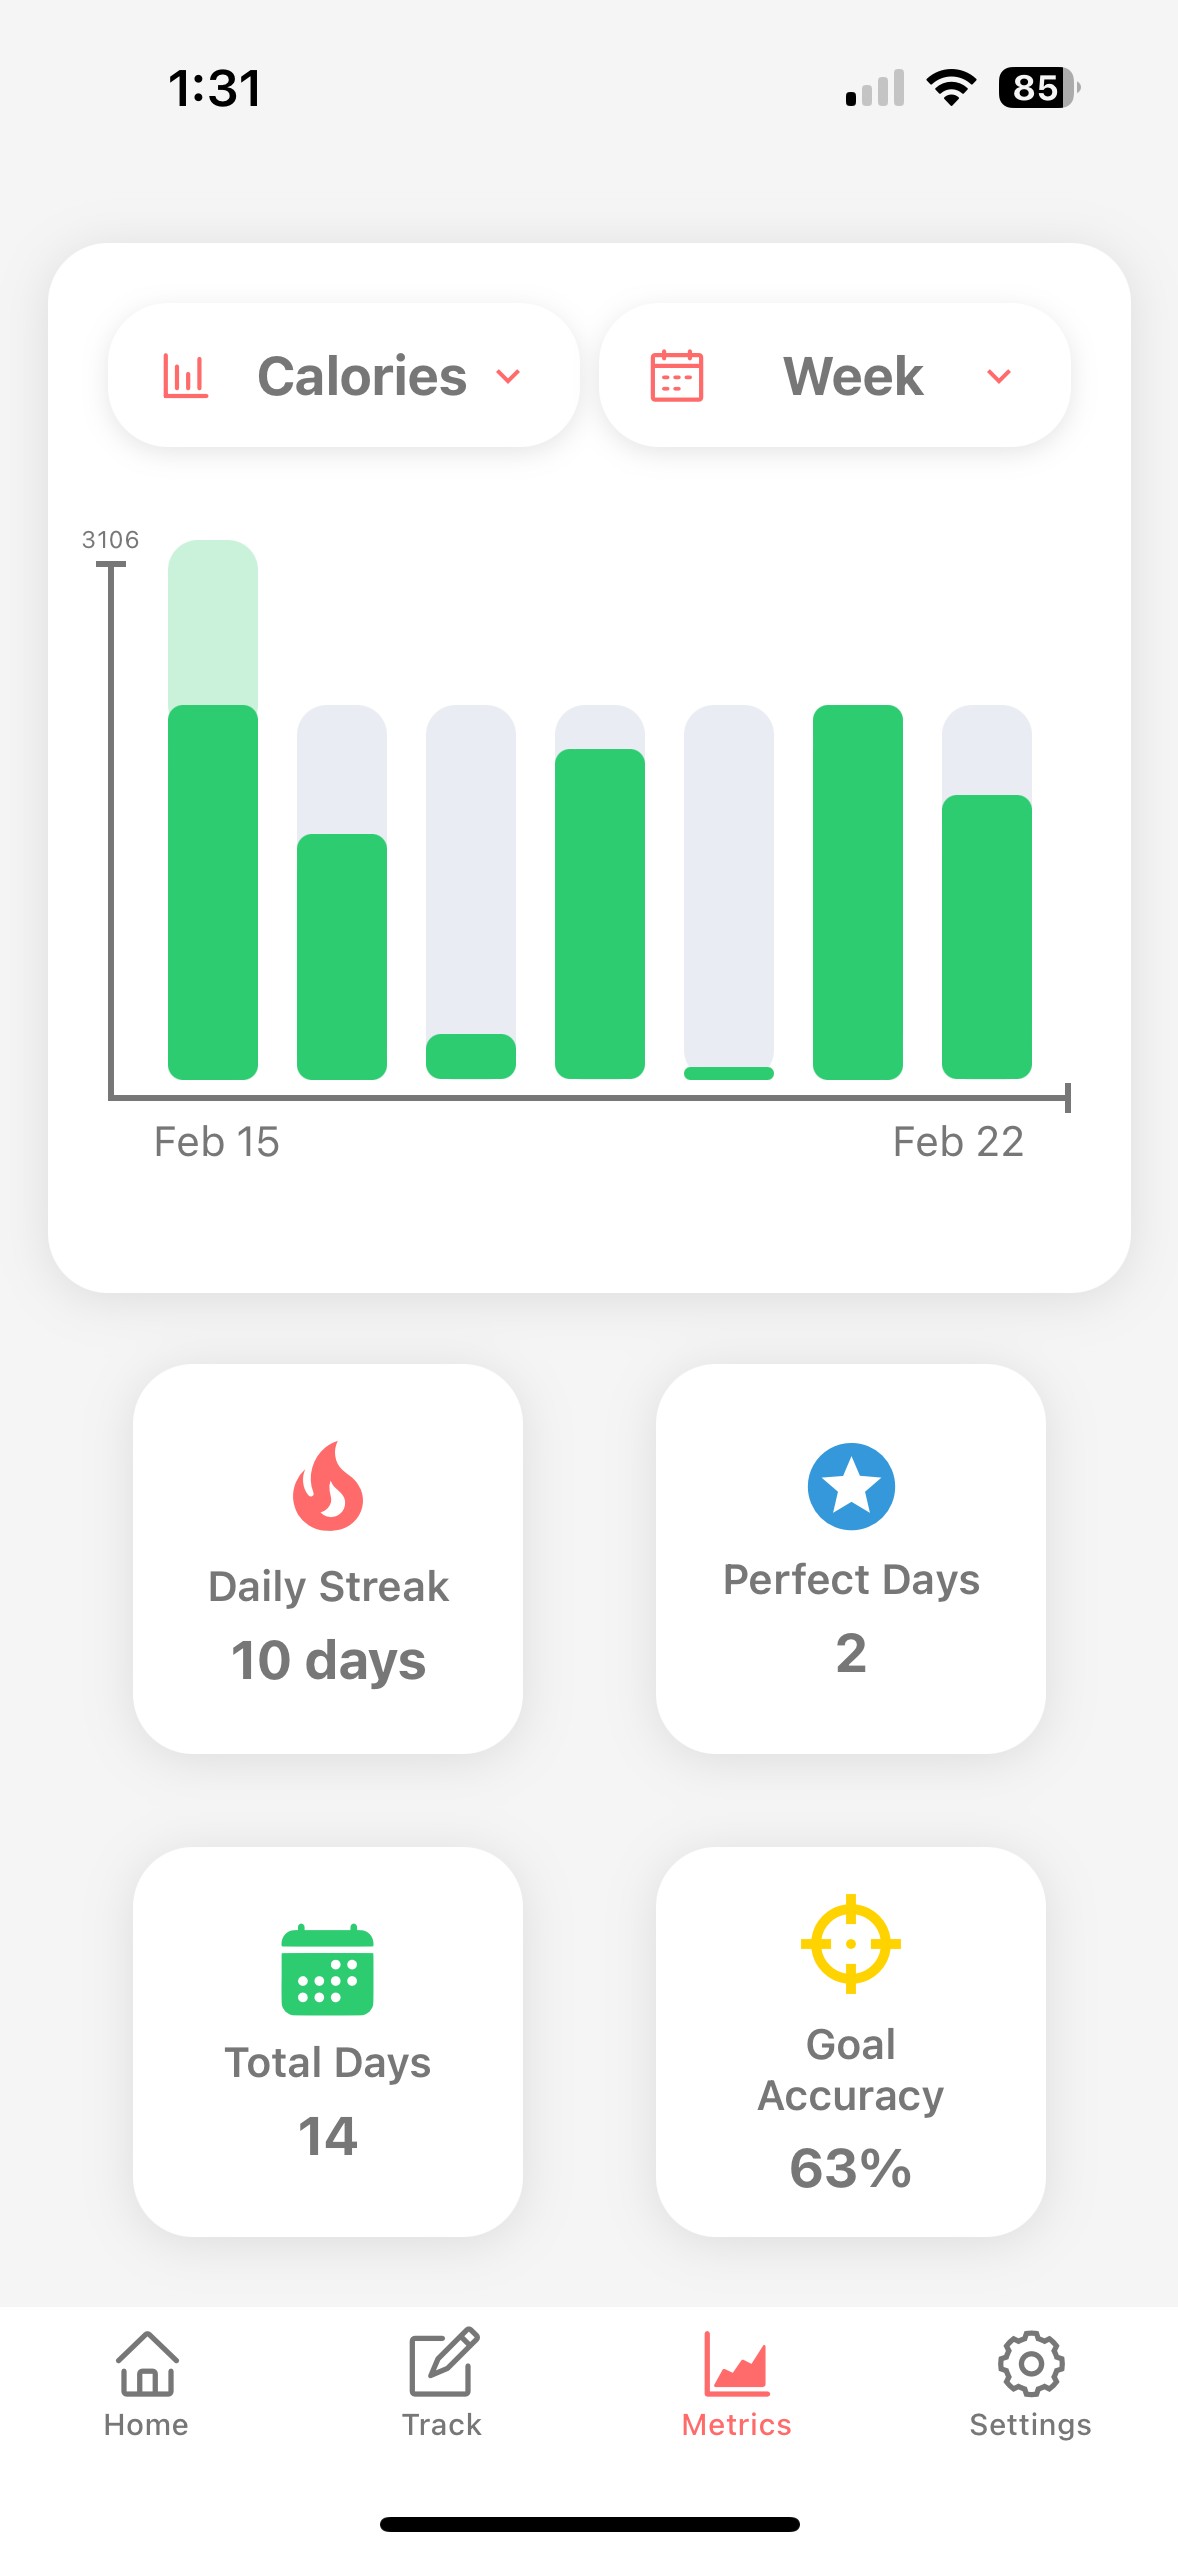 1:31
85
Calories
Week
3106
Feb 15
Feb 22
Daily Streak
10 days
Perfect Days
2
Total Days
14
Goal
Accuracy
63%
Home
Track
Metrics
Settings